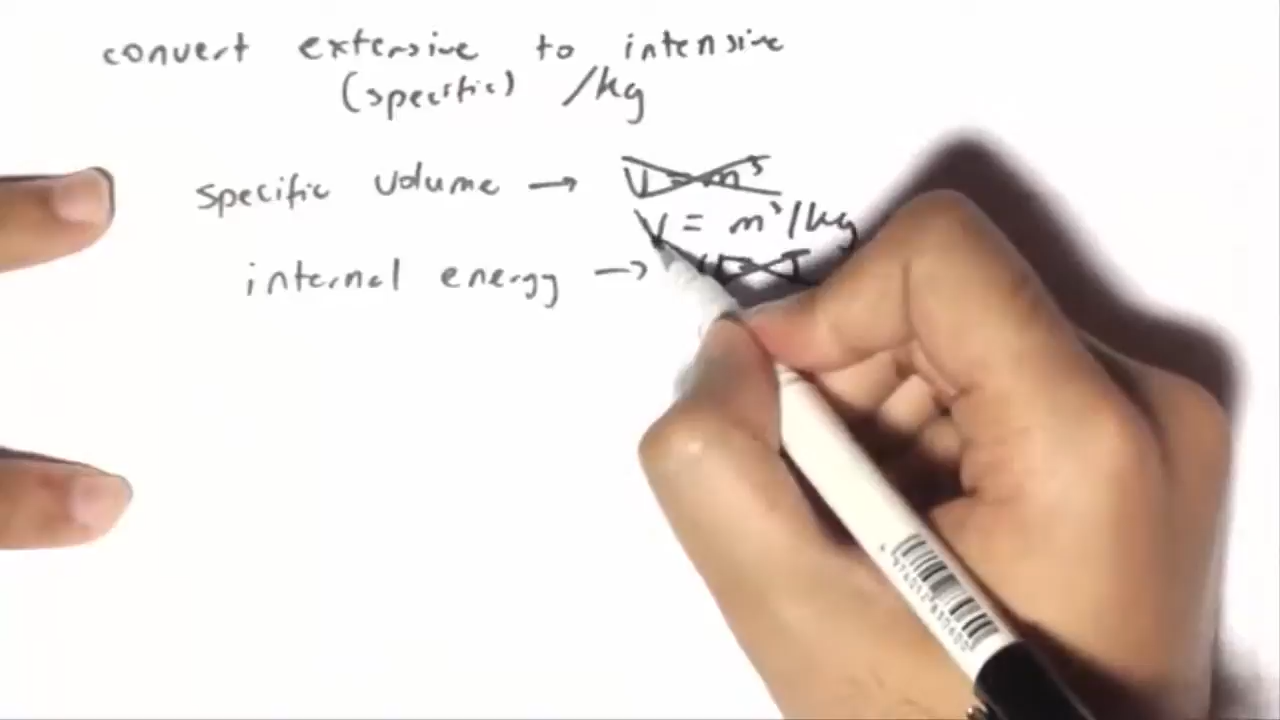 convert extensive to intensive
(specific) /kg
specific volume → V = m³
V = m³/kg
internal energy →